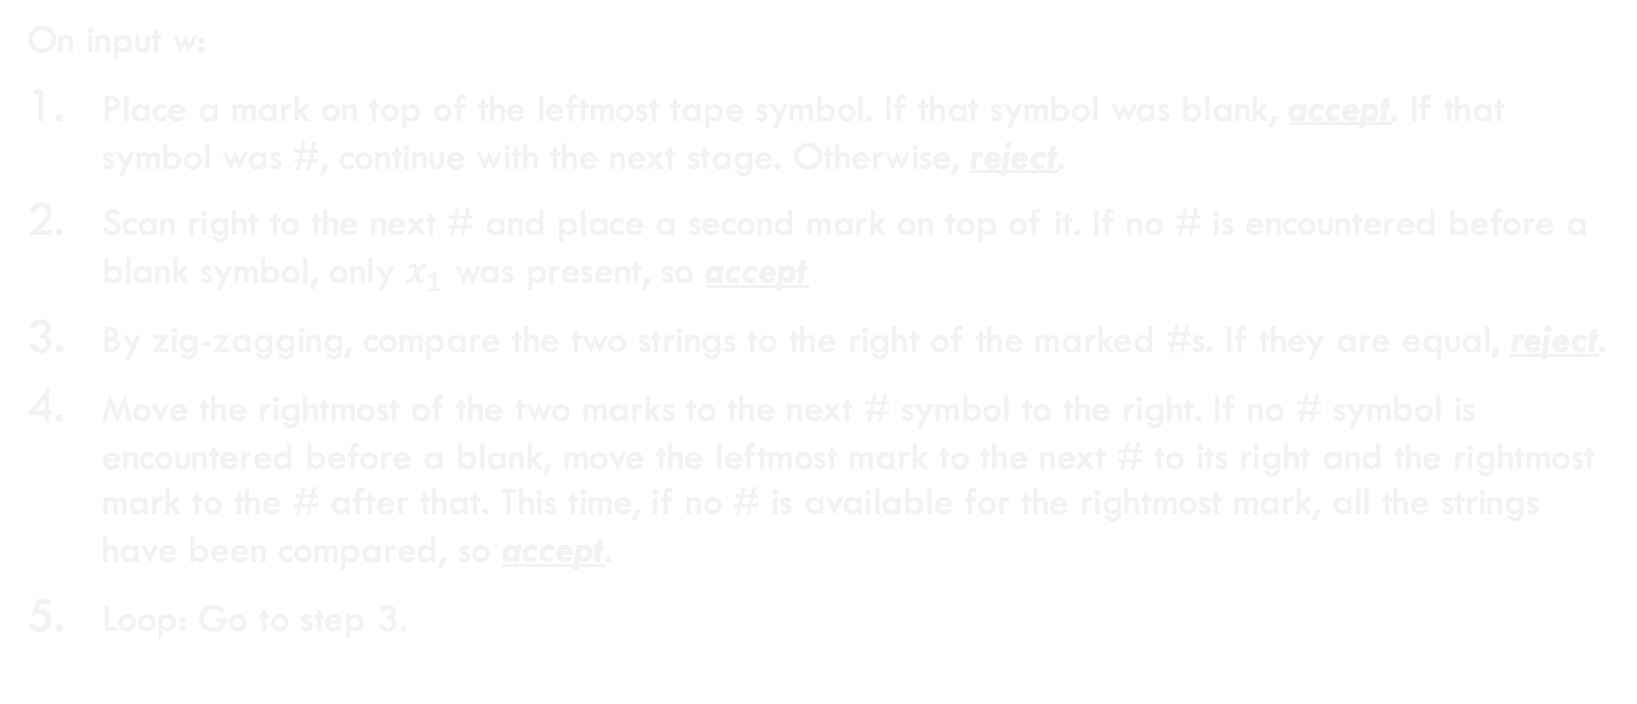 On input w:
1. Place a mark on top of the leftmost tape symbol. If that symbol was blank, accept. If that
symbol was #, continue with the next stage. Otherwise, reject.
2. Scan right to the next # and place a second mark on top of it. If no # is encountered before a
blank symbol, only x₁ was present, so accept
3. By zig-zagging, compare the two strings to the right of the marked #s. If they are equal, reject.
4. Move the rightmost of the two marks to the next # symbol to the right. If no # symbol is
encountered before a blank, move the leftmost mark to the next # to its right and the rightmost
mark to the # after that. This time, if no # is available for the rightmost mark, all the strings
have been compared, so accept.
5. Loop: Go to step 3.